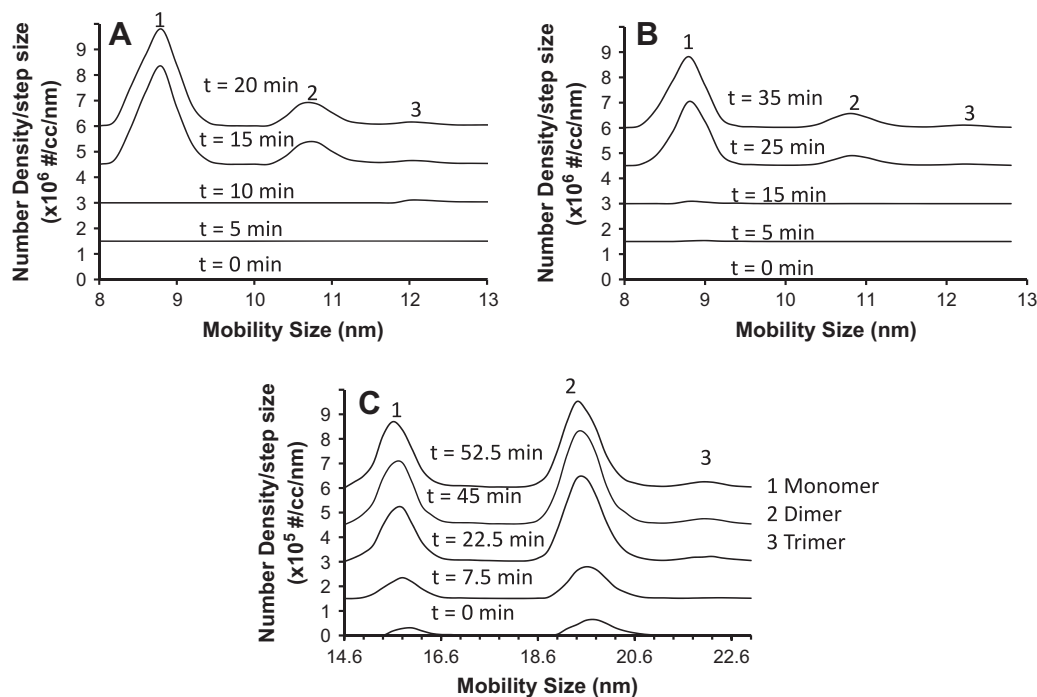 A
Number Density/step size
(x10⁶ #/cc/nm)
9
8
7
6
5
4
3
2
1
0
1
2
3
t = 20 min
t = 15 min
t = 10 min
t = 5 min
t = 0 min
8 9 10 11 12 13
Mobility Size (nm)
B
Number Density/step size
(x10⁶ #/cc/nm)
9
8
7
6
5
4
3
2
1
0
1
2
3
t = 35 min
t = 25 min
t = 15 min
t = 5 min
t = 0 min
8 9 10 11 12 13
Mobility Size (nm)
C
Number Density/step size
(x10⁵ #/cc/nm)
9
8
7
6
5
4
3
2
1
0
1
2
3
t = 52.5 min
t = 45 min
t = 22.5 min
t = 7.5 min
t = 0 min
14.6 16.6 18.6 20.6 22.6
Mobility Size (nm)
1 Monomer
2 Dimer
3 Trimer